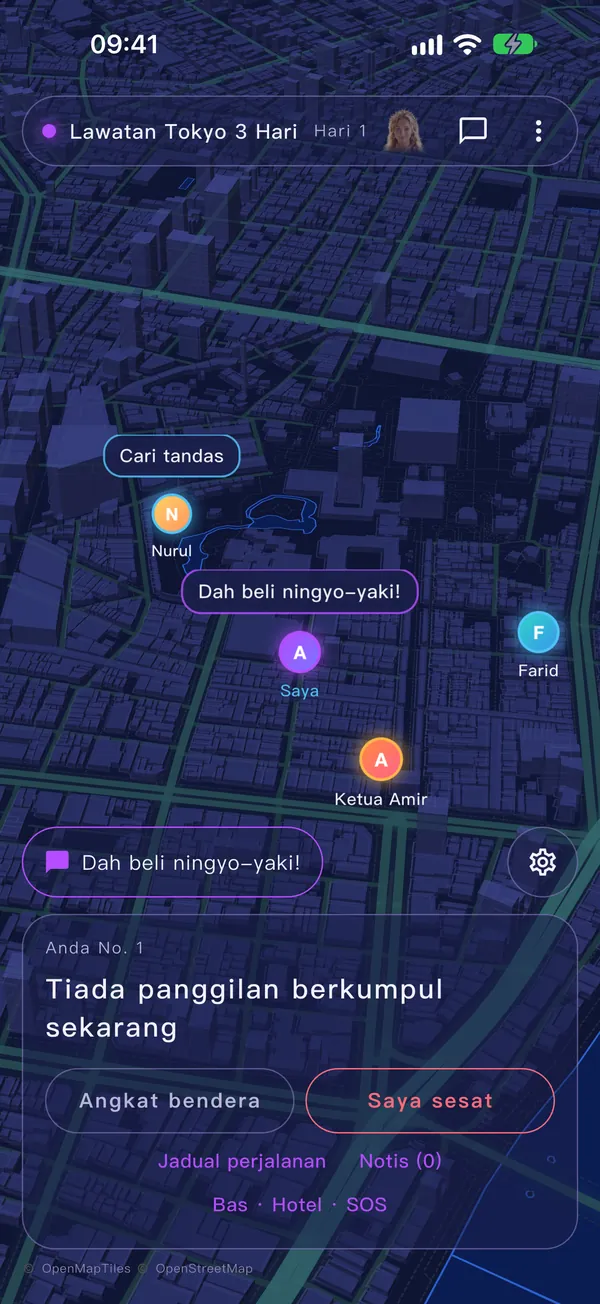 09:41
Lawatan Tokyo 3 Hari Hari 1
Cari tandas
N
Nurul
Dah beli ningyo-yaki!
A
Saya
F
Farid
A
Ketua Amir
Dah beli ningyo-yaki!
Anda No. 1
Tiada panggilan berkumpul
sekarang
Angkat bendera
Saya sesat
Jadual perjalanan Notis (0)
Bas · Hotel · SOS
© OpenMapTiles © OpenStreetMap